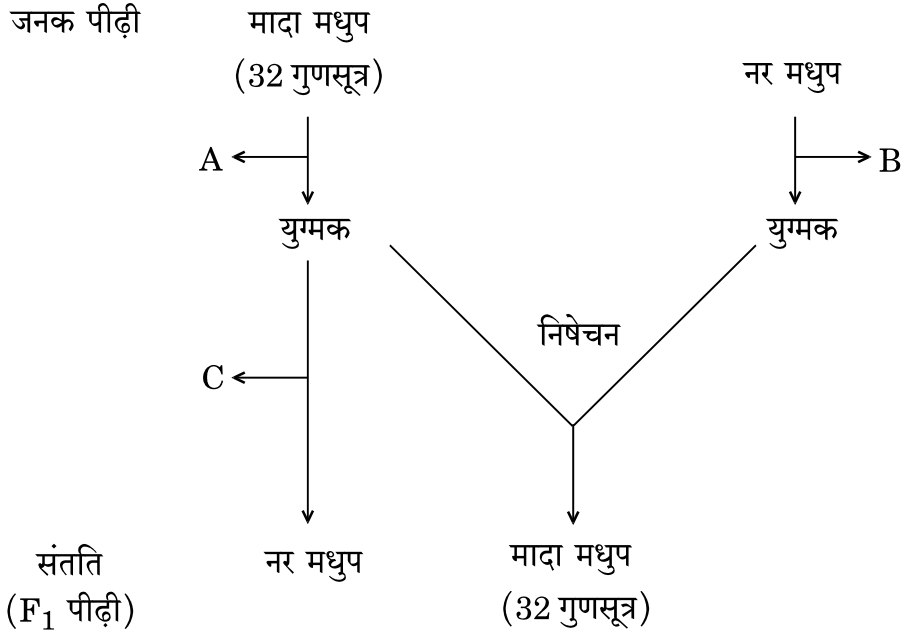 जनक पीढ़ी
मादा मधुप
(32 गुणसूत्र)
नर मधुप
A
B
युग्मक
युग्मक
निषेचन
C
संतति
(F₁ पीढ़ी)
नर मधुप
मादा मधुप
(32 गुणसूत्र)